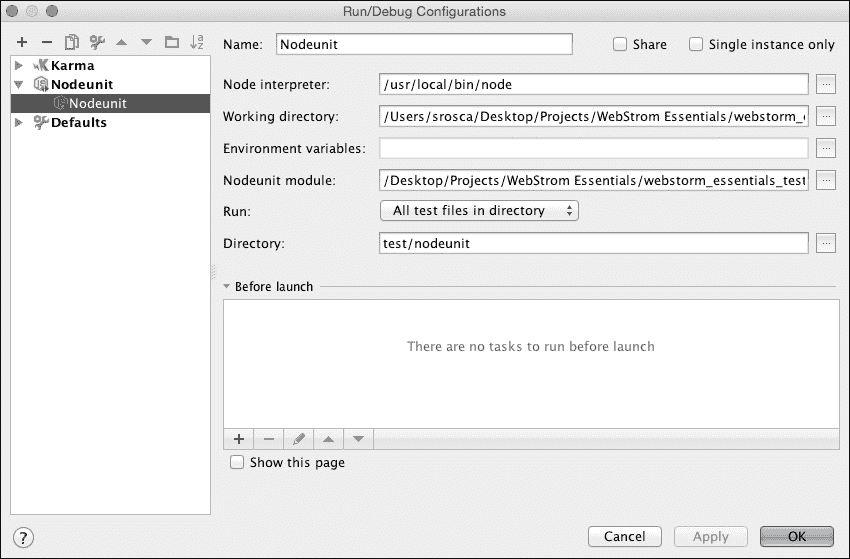 Run/Debug Configurations
Name: Nodeunit Share Single instance only
Karma
Nodeunit
Nodeunit
Defaults
Node interpreter: /usr/local/bin/node
Working directory: /Users/srosca/Desktop/Projects/WebStrom Essentials/webstorm_
Environment variables:
Nodeunit module: /Desktop/Projects/WebStrom Essentials/webstorm_essentials_test
Run: All test files in directory
Directory: test/nodeunit
Before launch
There are no tasks to run before launch
Show this page
? Cancel Apply OK